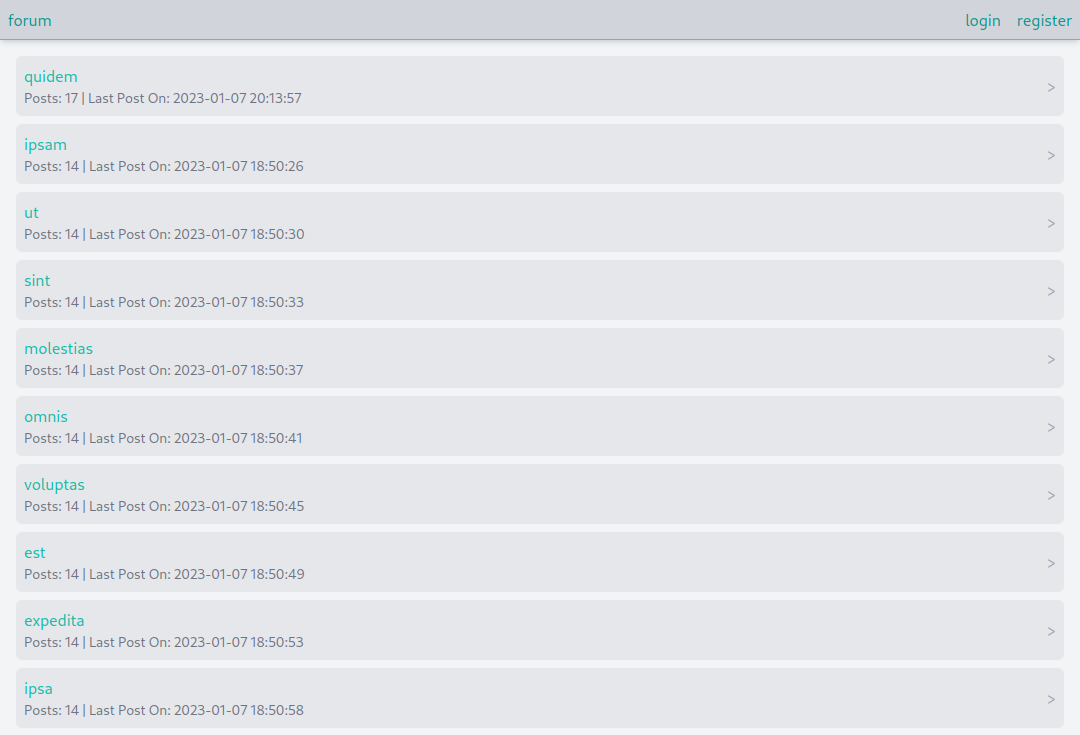 forum login register
quidem
Posts: 17 | Last Post On: 2023-01-07 20:13:57
>
ipsam
Posts: 14 | Last Post On: 2023-01-07 18:50:26
>
ut
Posts: 14 | Last Post On: 2023-01-07 18:50:30
>
sint
Posts: 14 | Last Post On: 2023-01-07 18:50:33
>
molestias
Posts: 14 | Last Post On: 2023-01-07 18:50:37
>
omnis
Posts: 14 | Last Post On: 2023-01-07 18:50:41
>
voluptas
Posts: 14 | Last Post On: 2023-01-07 18:50:45
>
est
Posts: 14 | Last Post On: 2023-01-07 18:50:49
>
expedita
Posts: 14 | Last Post On: 2023-01-07 18:50:53
>
ipsa
Posts: 14 | Last Post On: 2023-01-07 18:50:58
>